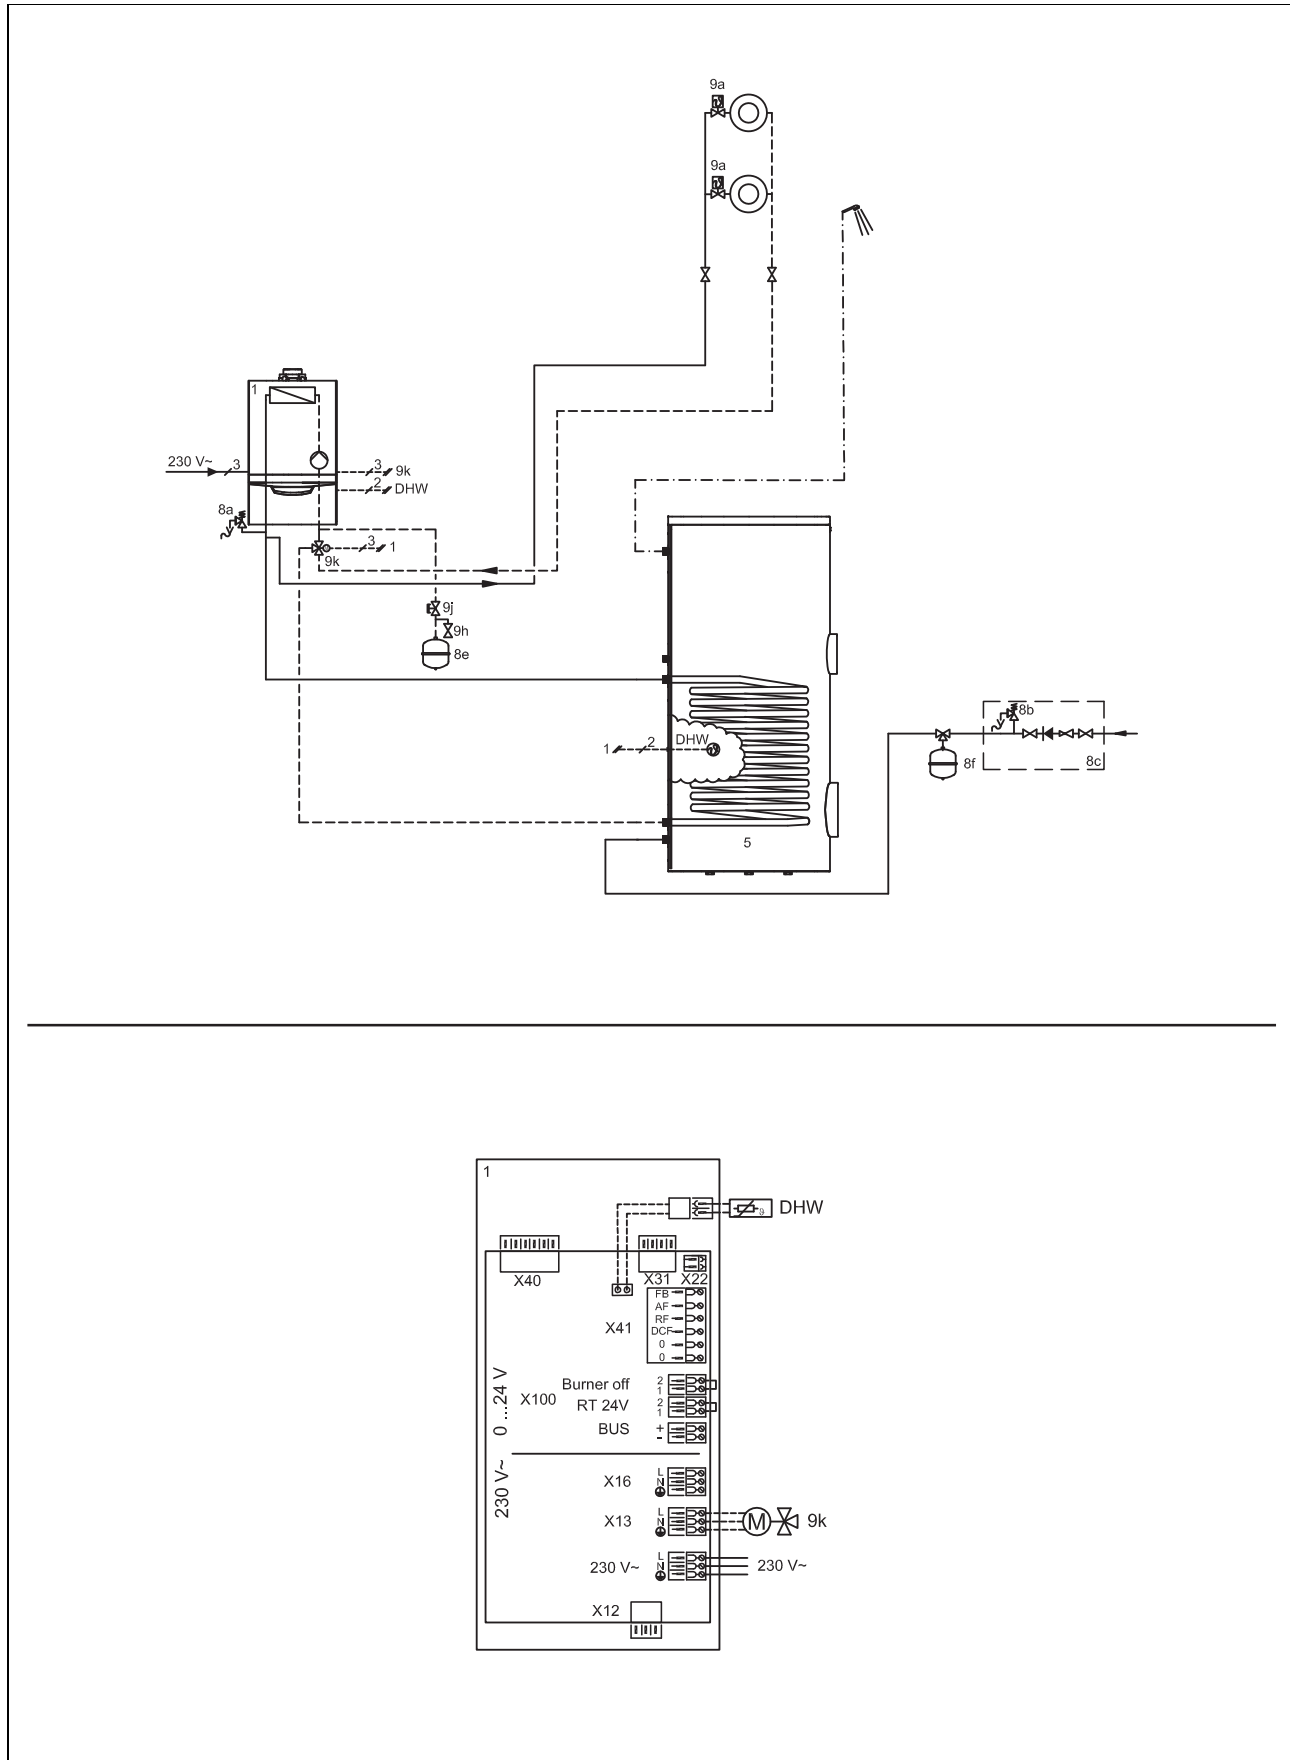 9a
9a
1
230 V~
3
3
9k
2
DHW
8a
3
1
9k
9j
9h
8e
8b
1
2
DHW
8f
8c
5
1
DHW
X40
X31
X22
FB
AF
X41
RF
DCF
0
0
0 ...24 V
X100
Burner off
2
1
RT 24V
2
1
BUS
+
-
230 V~
X16
L
N
X13
L
N
M
9k
230 V~
L
N
230 V~
X12